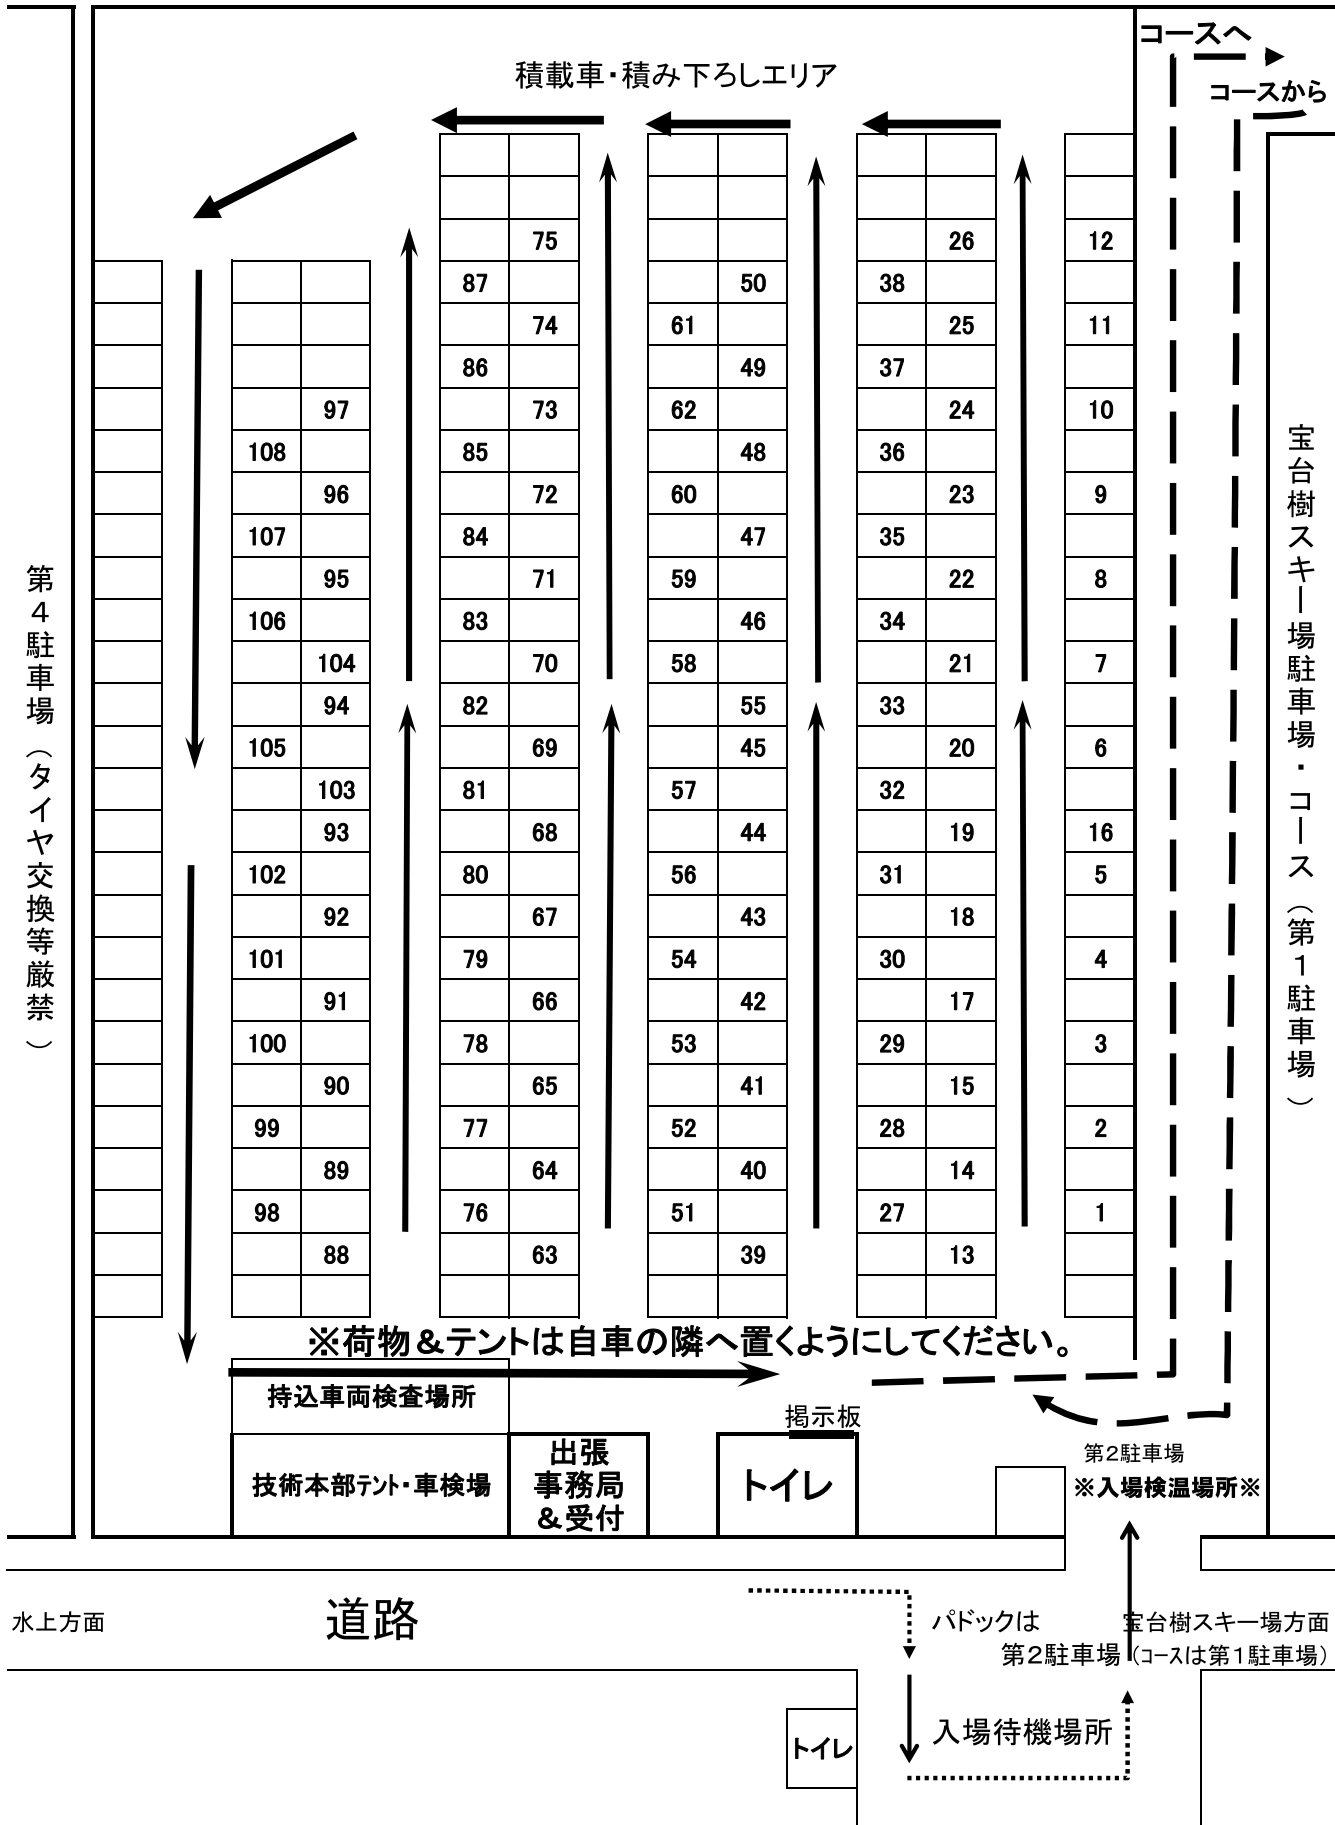 コースへ
積載車・積み下ろしエリア
コースから
75 26 12
87 50 38
74 61 25 11
86 49 37
97 73 62 24 10
108 85 48 36
96 72 60 23 9
107 84 47 35
95 71 59 22 8
106 83 46 34
104 70 58 21 7
94 82 55 33
105 69 45 20 6
103 81 57 32
93 68 44 19 16
102 80 56 31 5
92 67 43 18
101 79 54 30 4
91 66 42 17
100 78 53 29 3
90 65 41 15
99 77 52 28 2
89 64 40 14
98 76 51 27 1
88 63 39 13
第4駐車場（タイヤ交換等厳禁）
宝台樹スキー場駐車場・コース（第1駐車場）
※荷物&テントは自車の隣へ置くようにしてください。
持込車両検査場所
掲示板
技術本部テント・車検場
出張
事務局
&受付
トイレ
第2駐車場
※入場検温場所※
水上方面
道路
パドックは
第2駐車場
宝台樹スキー場方面
（コースは第1駐車場）
入場待機場所
トイレ